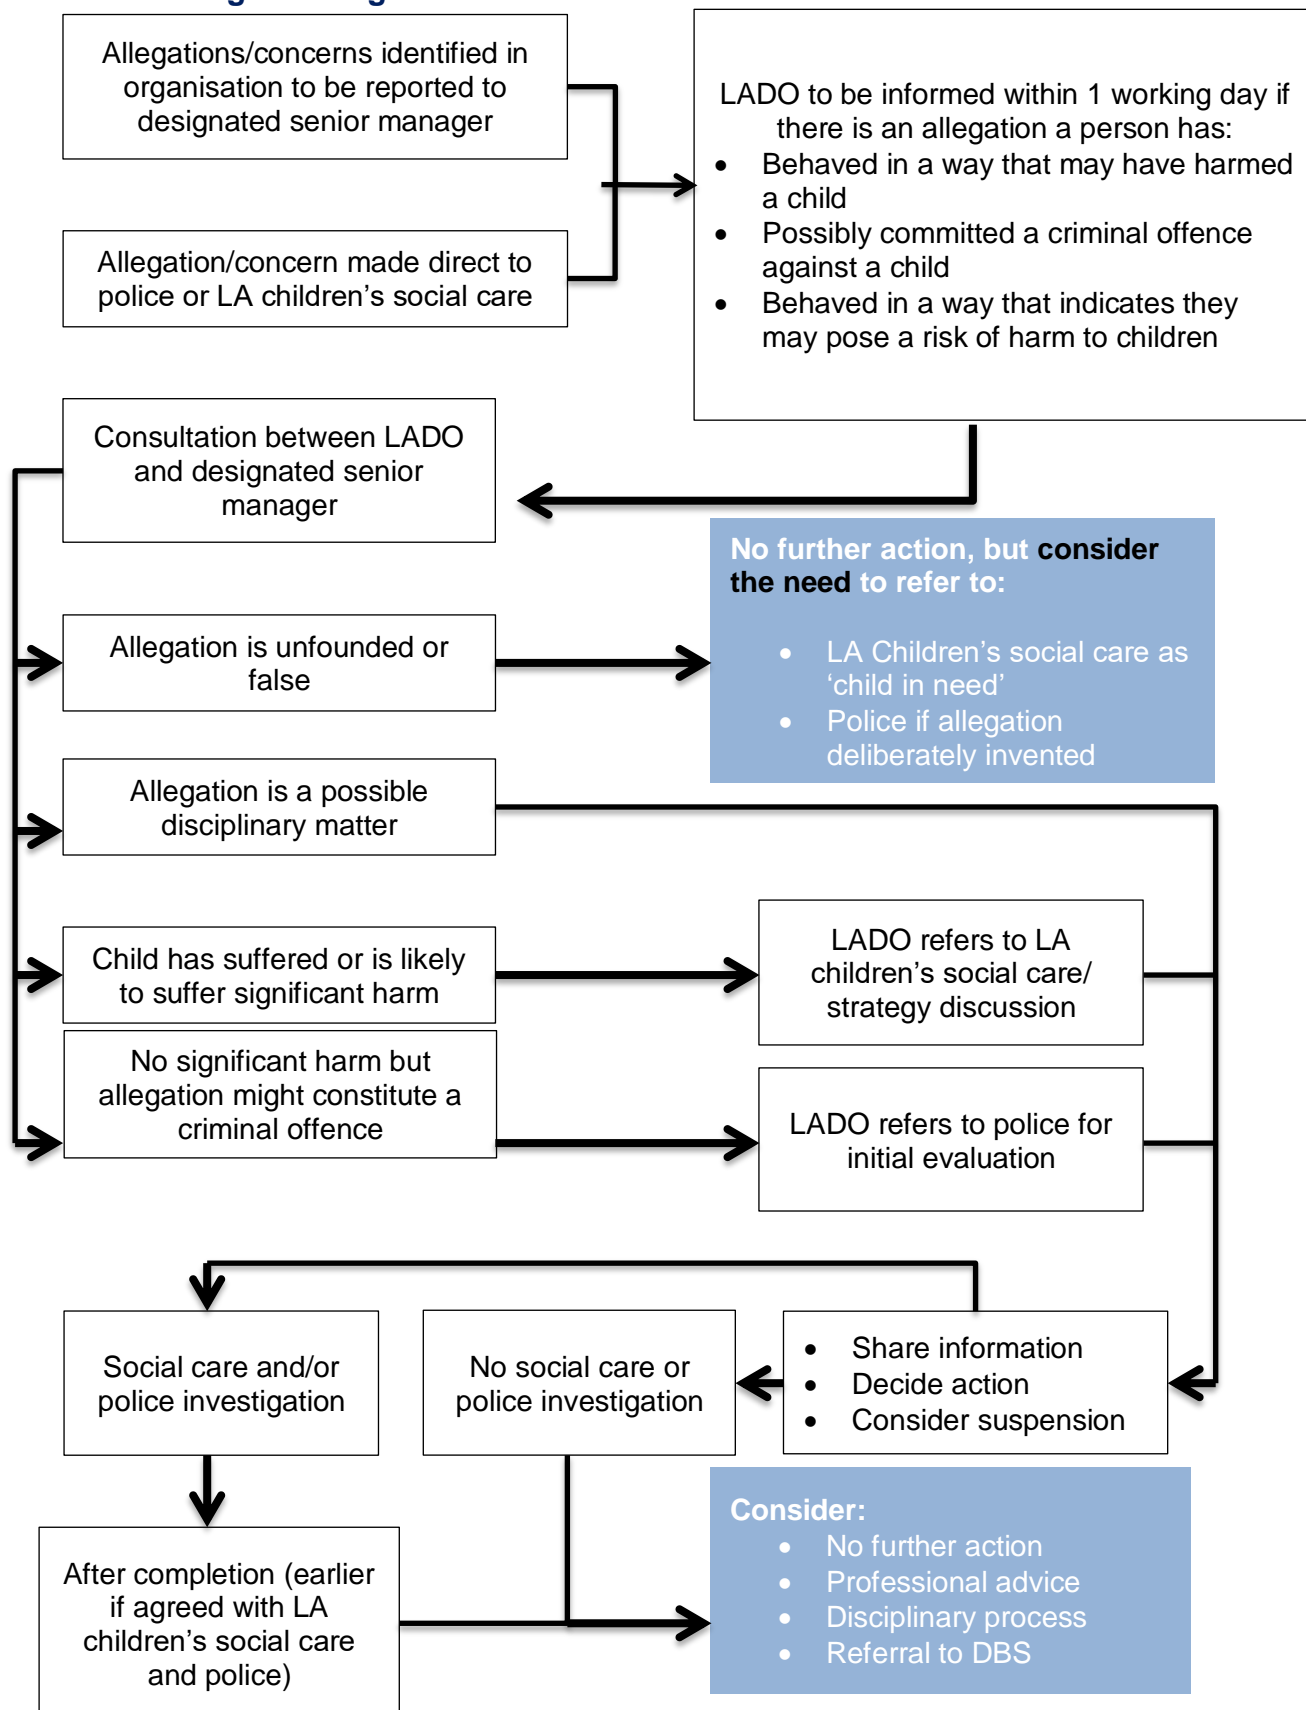 Allegations/concerns identified in
organisation to be reported to
designated senior manager
LADO to be informed within 1 working day if
there is an allegation a person has:
• Behaved in a way that may have harmed
a child
• Possibly committed a criminal offence
against a child
• Behaved in a way that indicates they
may pose a risk of harm to children
Allegation/concern made direct to
police or LA children’s social care
Consultation between LADO
and designated senior
manager
No further action, but consider
the need to refer to:
• LA Children’s social care as
‘child in need’
• Police if allegation
deliberately invented
Allegation is unfounded or
false
Allegation is a possible
disciplinary matter
Child has suffered or is likely
to suffer significant harm
LADO refers to LA
children’s social care/
strategy discussion
No significant harm but
allegation might constitute a
criminal offence
LADO refers to police for
initial evaluation
Social care and/or
police investigation
No social care or
police investigation
• Share information
• Decide action
• Consider suspension
After completion (earlier
if agreed with LA
children’s social care
and police)
Consider:
• No further action
• Professional advice
• Disciplinary process
• Referral to DBS